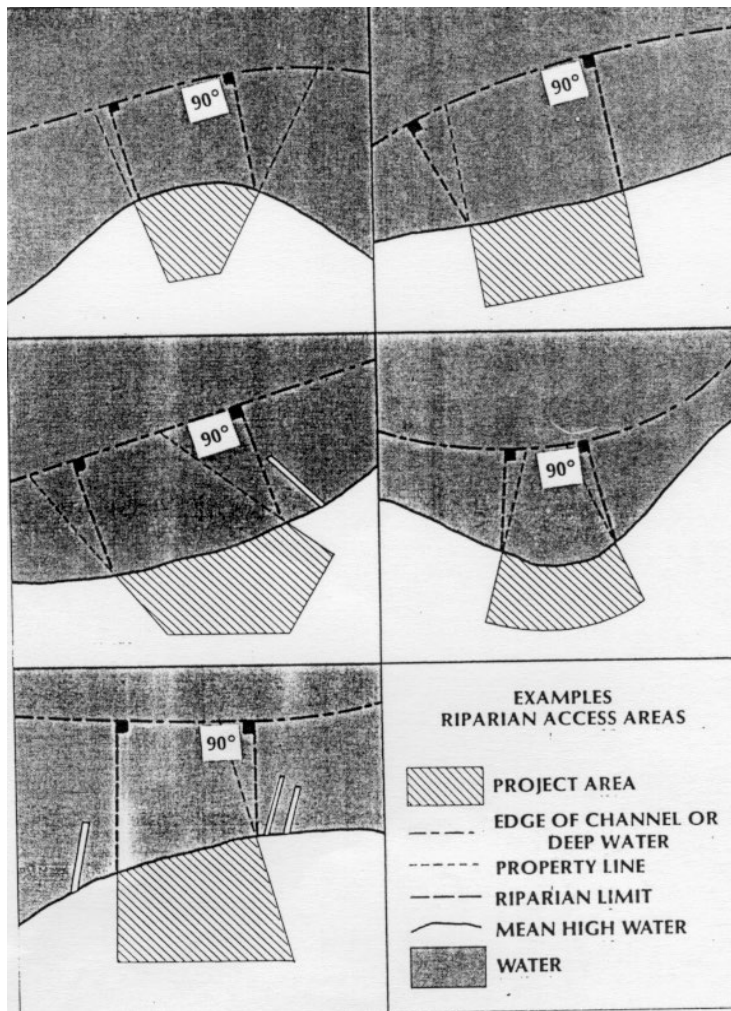 90°
90°
90°
90°
90°
EXAMPLES
RIPARIAN ACCESS AREAS
PROJECT AREA
EDGE OF CHANNEL OR
DEEP WATER
PROPERTY LINE
RIPARIAN LIMIT
MEAN HIGH WATER
WATER